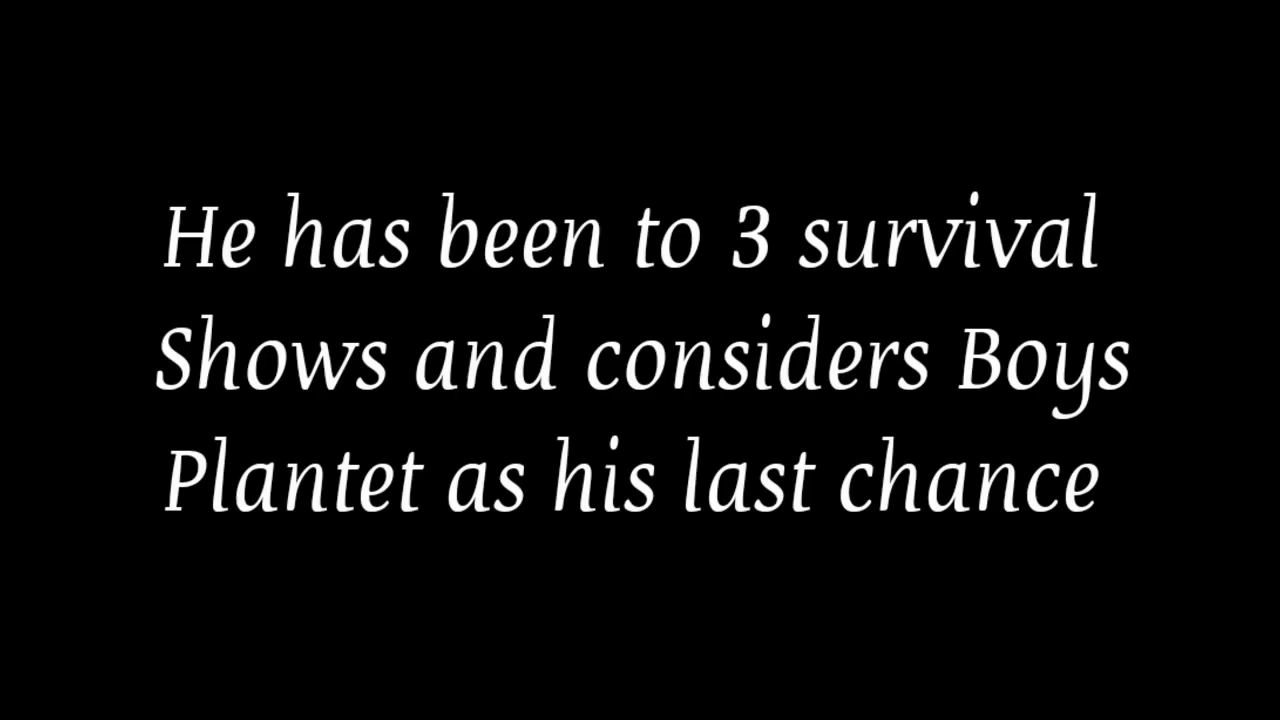 He has been to 3 survival
Shows and considers Boys
Plantet as his last chance